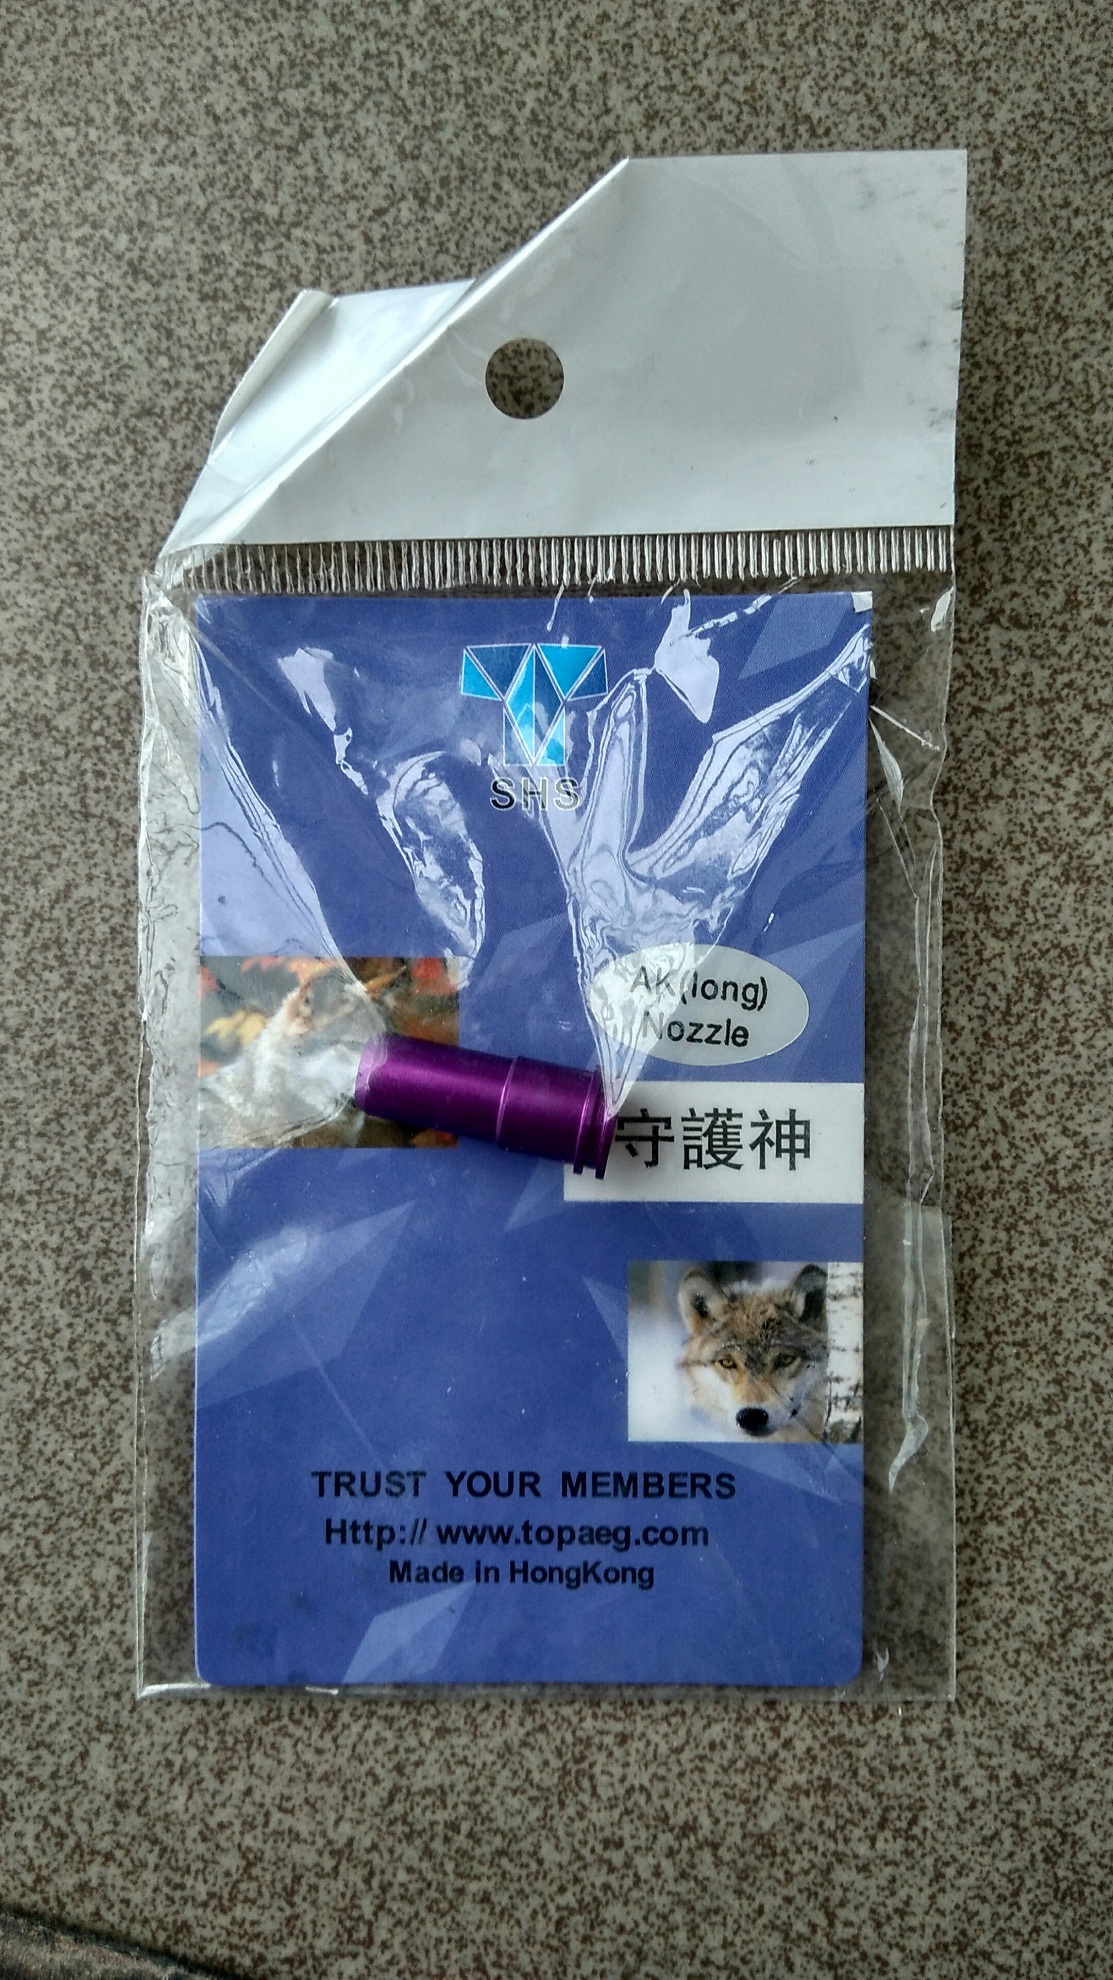 SHS
AK(long)
Nozzle
守護神
TRUST YOUR MEMBERS
Http:// www.topaeg.com
Made in HongKong